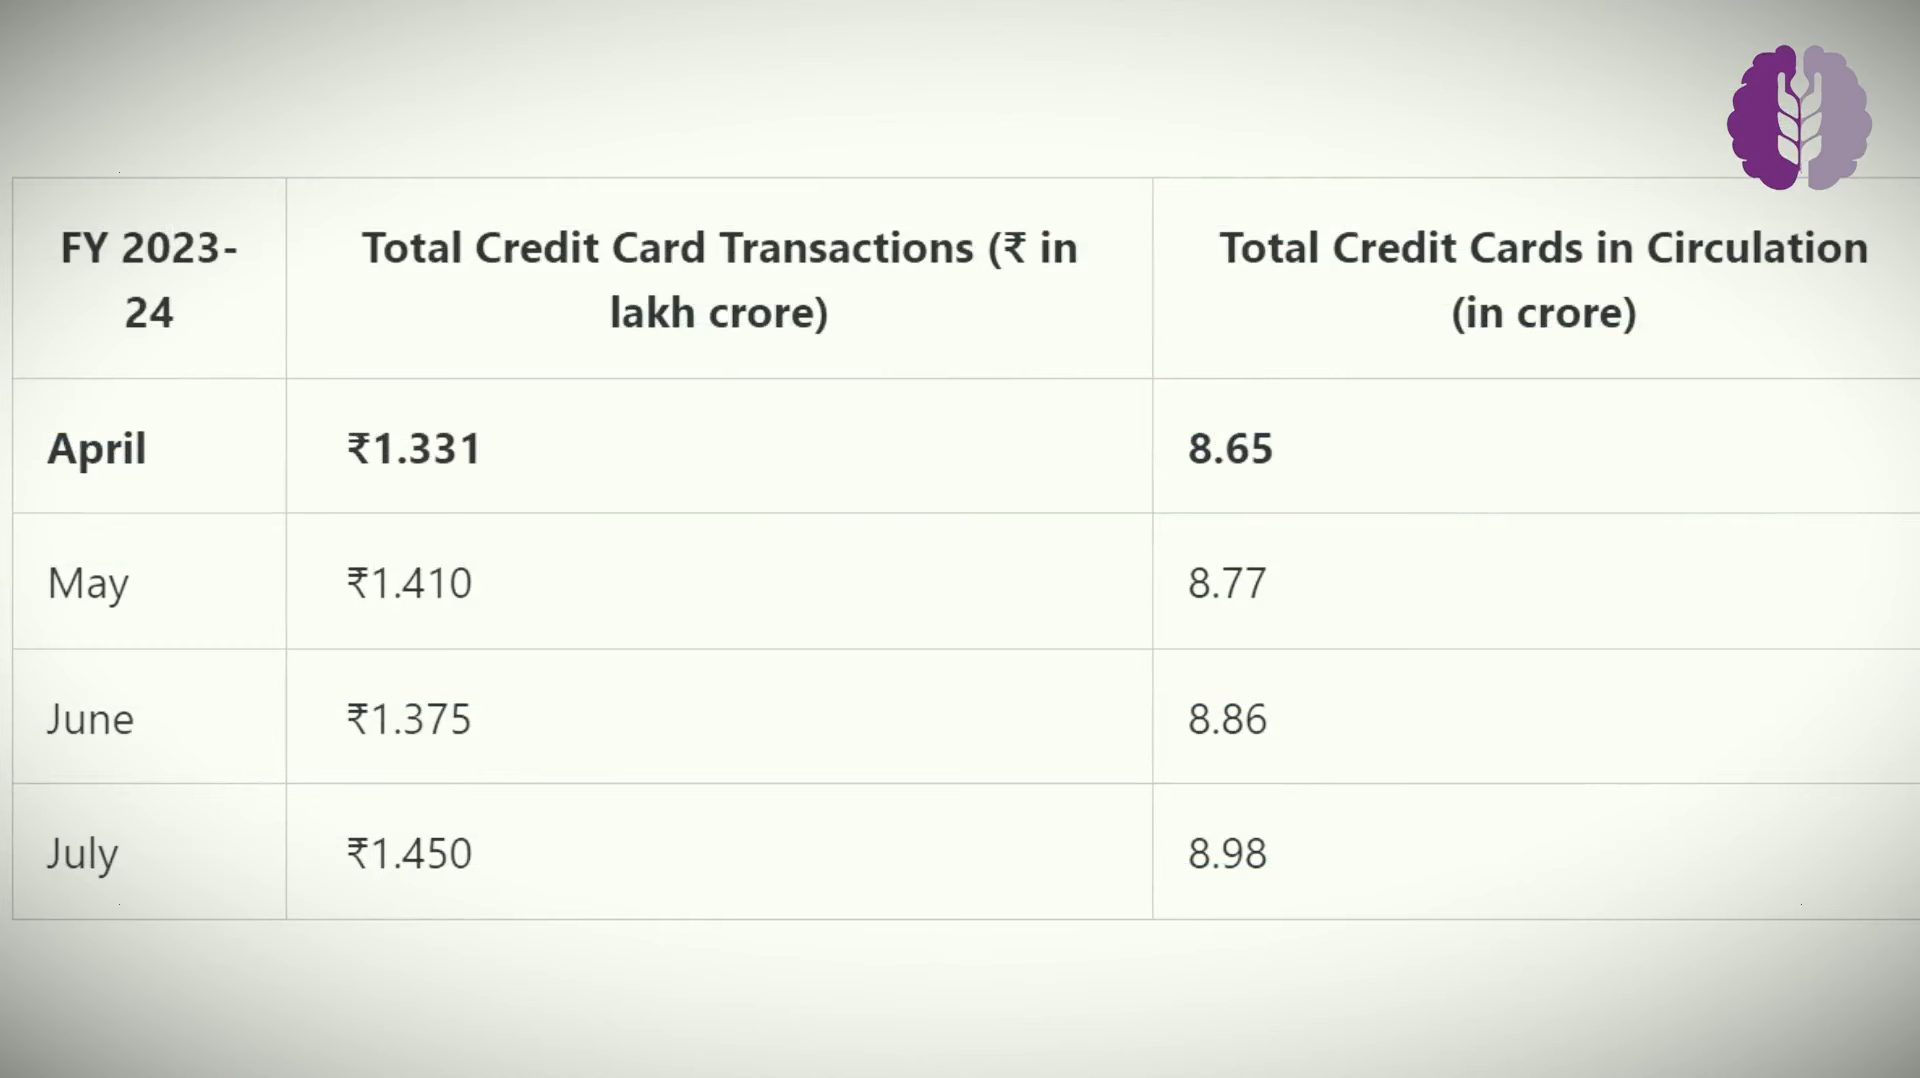 FY 2023-
24
Total Credit Card Transactions (₹ in
lakh crore)
Total Credit Cards in Circulation
(in crore)
April ₹1.331 8.65
May ₹1.410 8.77
June ₹1.375 8.86
July ₹1.450 8.98